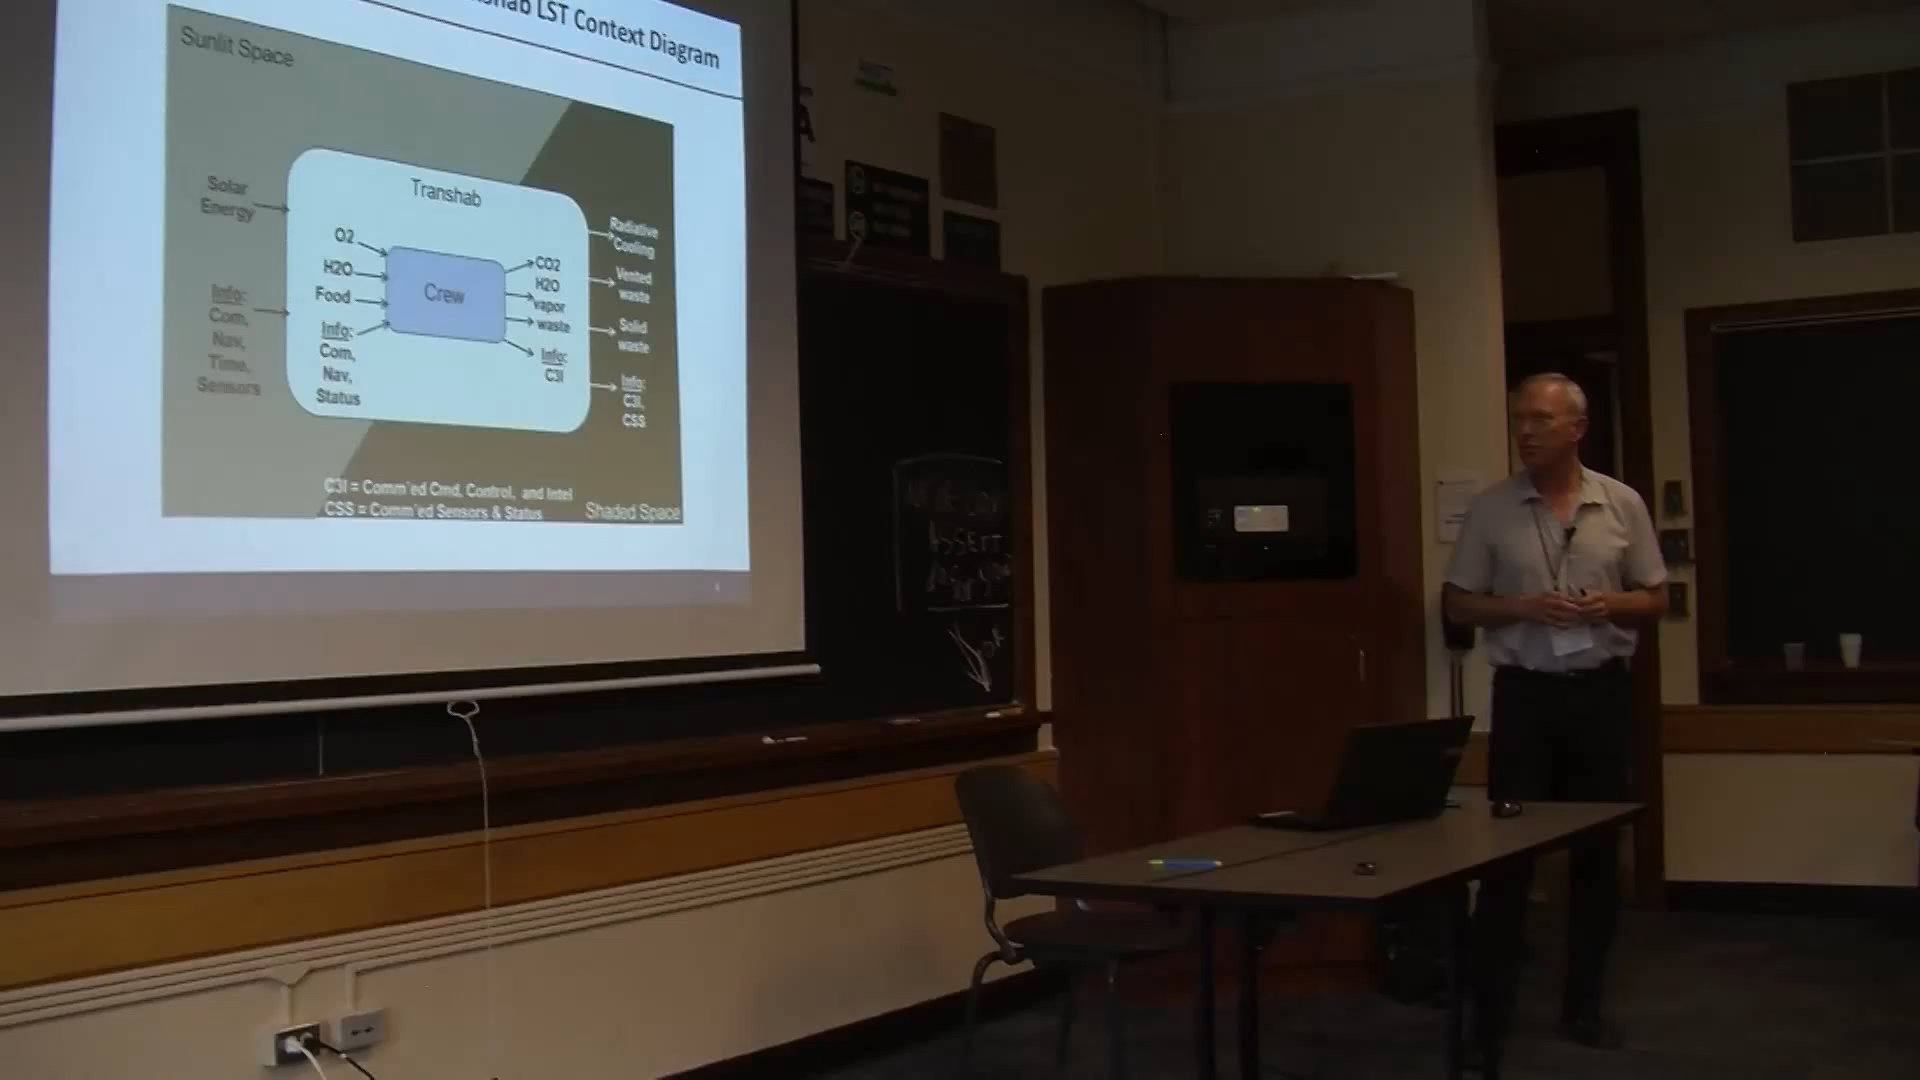 LST Context Diagram
Sunlit Space
Solar
Energy
Info:
Com,
Nav,
Time,
Sensors
Transhab
O2
H2O
Food
Info:
Com,
Nav,
Status
Crew
CO2
H2O
vapor
waste
Info:
C3I
Radiative
Cooling
Vented
waste
Solid
waste
Info:
C3I,
CSS
C3I = Comm'ed Cmd, Control, and Intel
CSS = Comm'ed Sensors & Status
Shaded Space
ASSERT